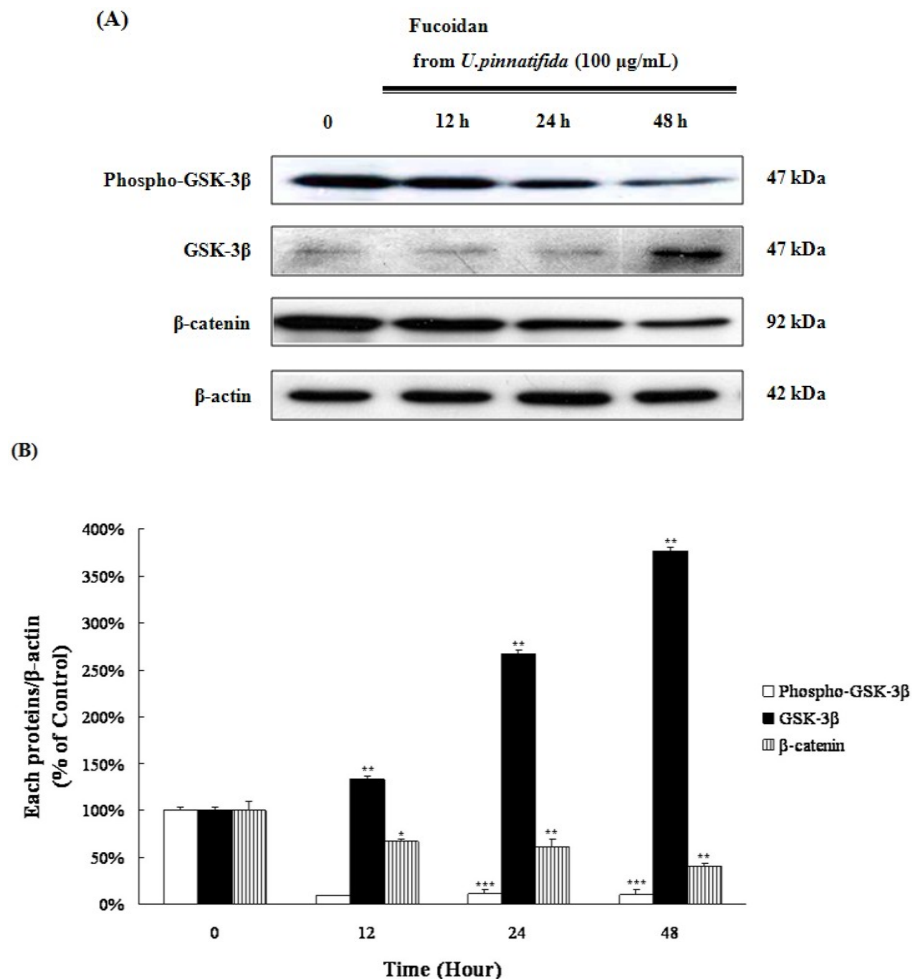 (A)
Fucoidan
from U.pinnatifida (100 μg/mL)
0 12 h 24 h 48 h
Phospho-GSK-3β 47 kDa
GSK-3β 47 kDa
β-catenin 92 kDa
β-actin 42 kDa
(B)
Each proteins/β-actin
(% of Control)
400%
350%
300%
250%
200%
150%
100%
50%
0%
**
*
***
**
**
***
**
**
0 12 24 48
Time (Hour)
Phospho-GSK-3β
GSK-3β
β-catenin